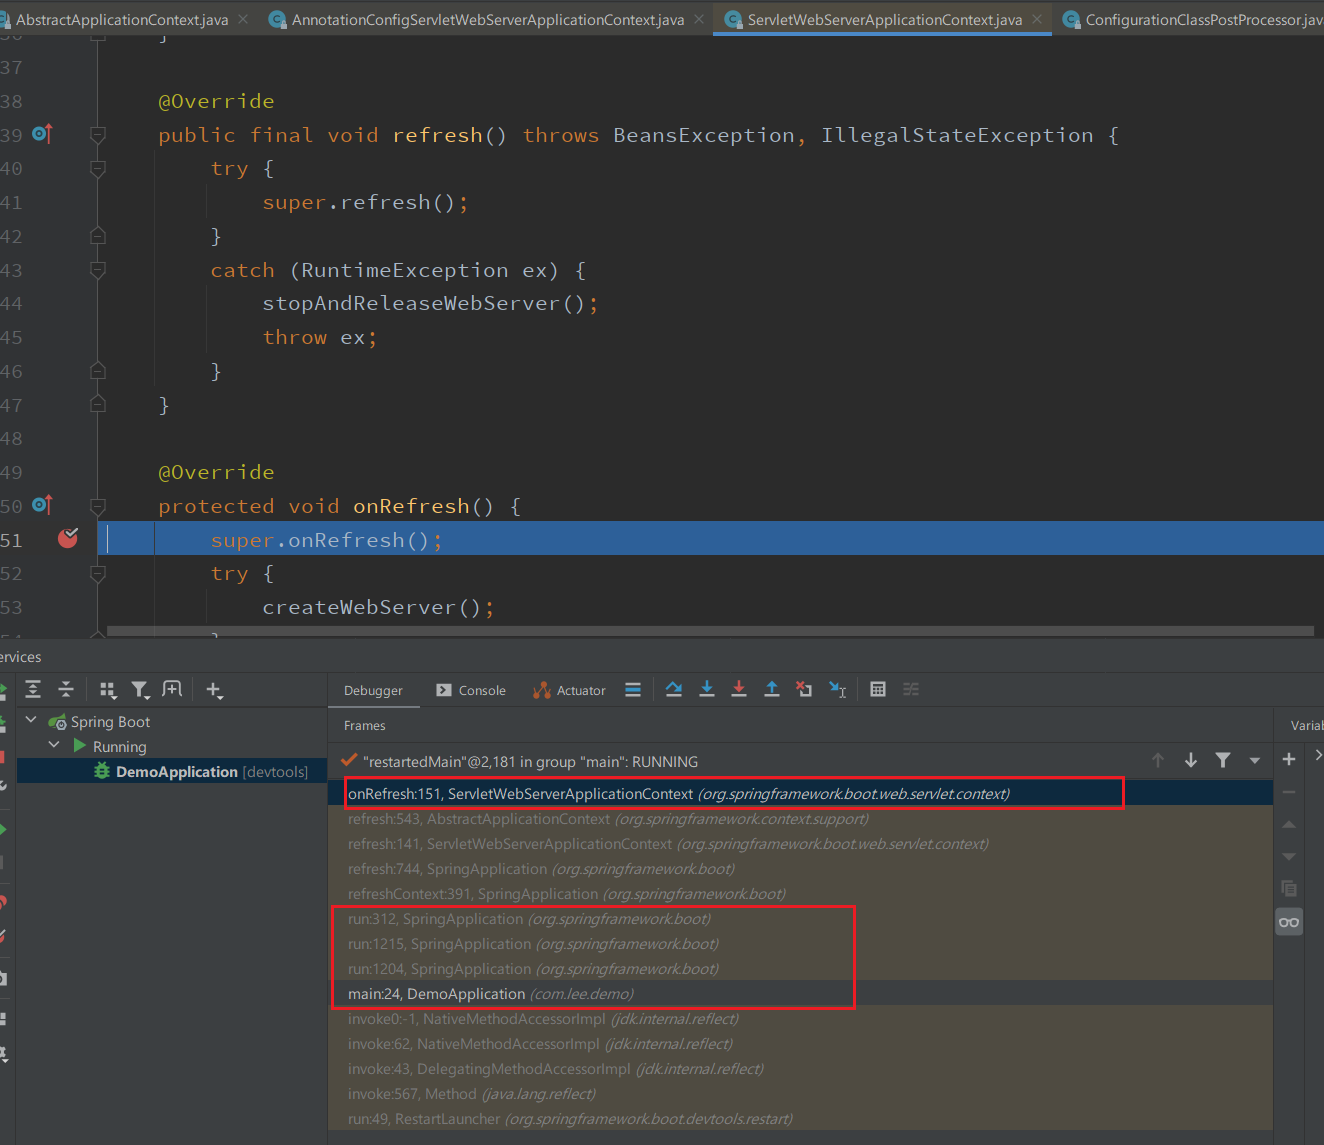 AbstractApplicationContext.java AnnotationConfigServletWebServerApplicationContext.java ServletWebServerApplicationContext.java ConfigurationClassPostProcessor.jav
36 }
37
38 @Override
39 public final void refresh() throws BeansException, IllegalStateException {
40 try {
41 super.refresh();
42 }
43 catch (RuntimeException ex) {
44 stopAndReleaseWebServer();
45 throw ex;
46 }
47 }
48
49 @Override
50 protected void onRefresh() {
51 super.onRefresh();
52 try {
53 createWebServer();
54 }
ervices
Debugger Console Actuator
Spring Boot
Running
DemoApplication [devtools]
Frames
Variab
"restartedMain"@2,181 in group "main": RUNNING
onRefresh:151, ServletWebServerApplicationContext (org.springframework.boot.web.servlet.context)
refresh:543, AbstractApplicationContext (org.springframework.context.support)
refresh:141, ServletWebServerApplicationContext (org.springframework.boot.web.servlet.context)
refresh:744, SpringApplication (org.springframework.boot)
refreshContext:391, SpringApplication (org.springframework.boot)
run:312, SpringApplication (org.springframework.boot)
run:1215, SpringApplication (org.springframework.boot)
run:1204, SpringApplication (org.springframework.boot)
main:24, DemoApplication (com.lee.demo)
invoke0:-1, NativeMethodAccessorImpl (jdk.internal.reflect)
invoke:62, NativeMethodAccessorImpl (jdk.internal.reflect)
invoke:43, DelegatingMethodAccessorImpl (jdk.internal.reflect)
invoke:567, Method (java.lang.reflect)
run:49, RestartLauncher (org.springframework.boot.devtools.restart)